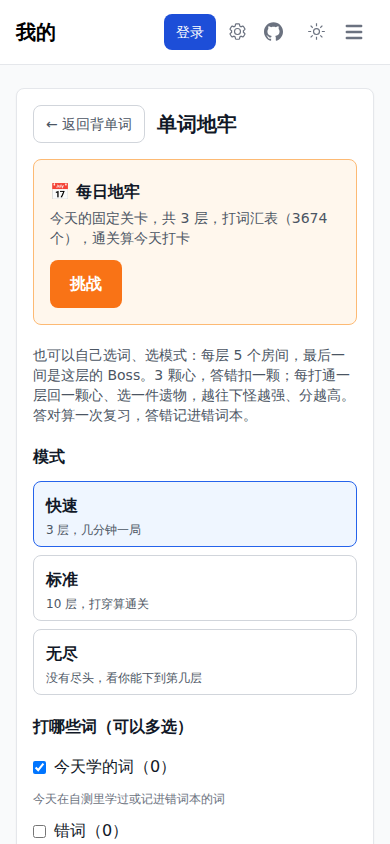 我的
登录
← 返回背单词
单词地牢
📅 每日地牢
今天的固定关卡，共 3 层，打词汇表（3674
个），通关算今天打卡
挑战
也可以自己选词、选模式：每层 5 个房间，最后一
间是这层的 Boss。3 颗心，答错扣一颗；每打通一
层回一颗心、选一件遗物，越往下怪越强、分越高。
答对算一次复习，答错记进错词本。
模式
快速
3 层，几分钟一局
标准
10 层，打穿算通关
无尽
没有尽头，看你能下到第几层
打哪些词（可以多选）
今天学的词（0）
今天在自测里学过或记进错词本的词
错词（0）